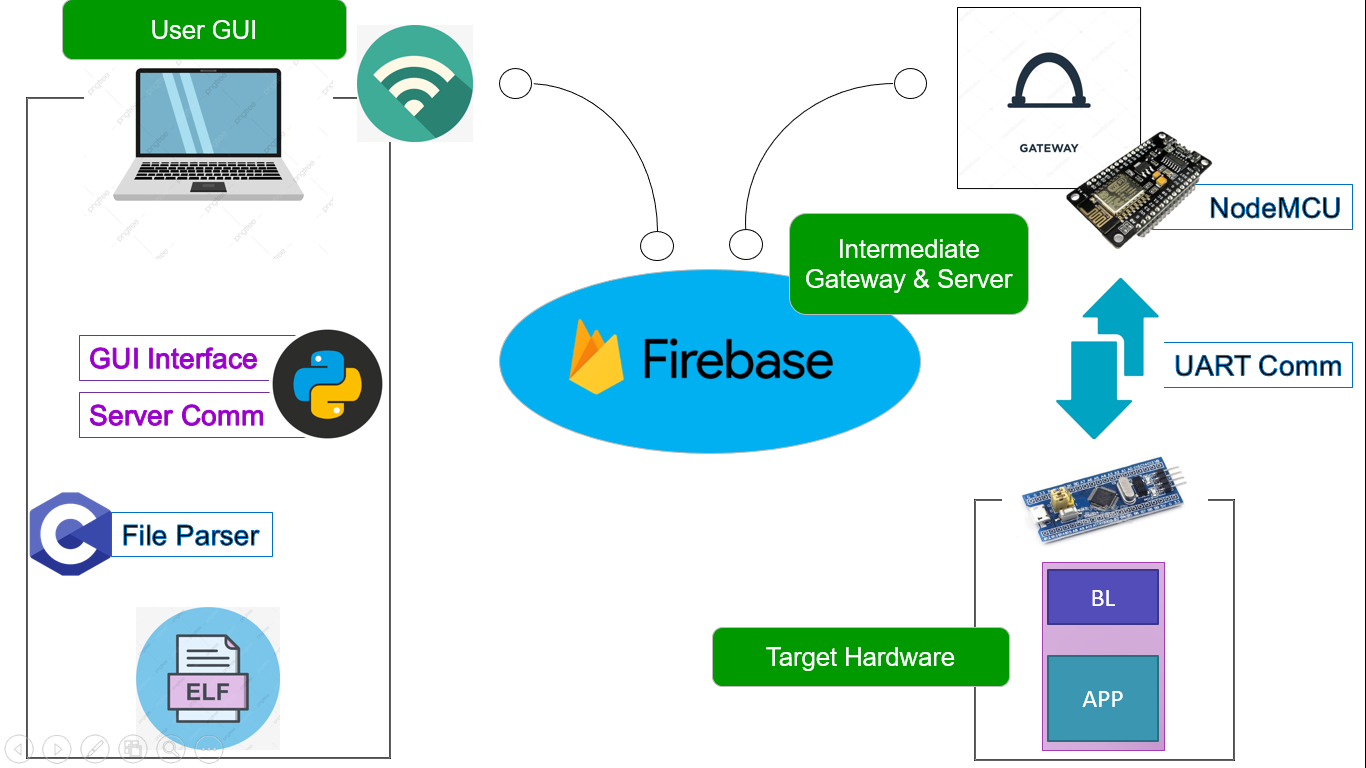 User GUI
GATEWAY
NodeMCU
Intermediate
Gateway & Server
GUI Interface
Server Comm
Firebase
UART Comm
File Parser
ELF
BL
Target Hardware
APP
pngtree